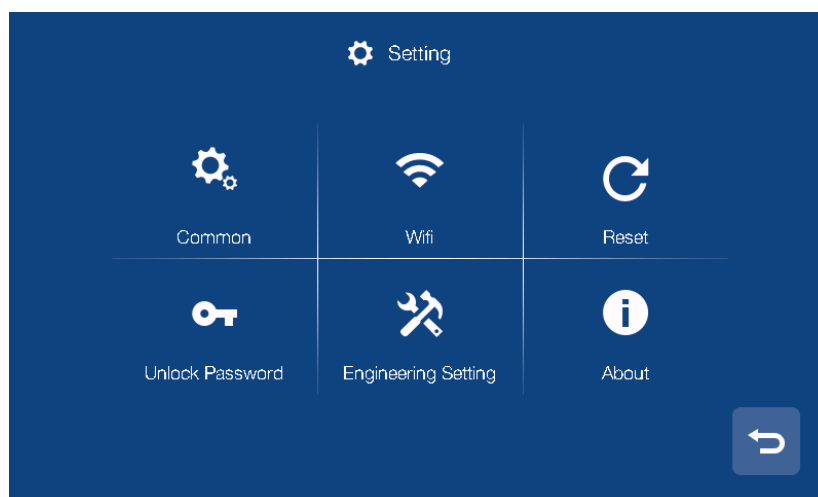 Setting
Common
Wifi
Reset
Unlock Password
Engineering Setting
About